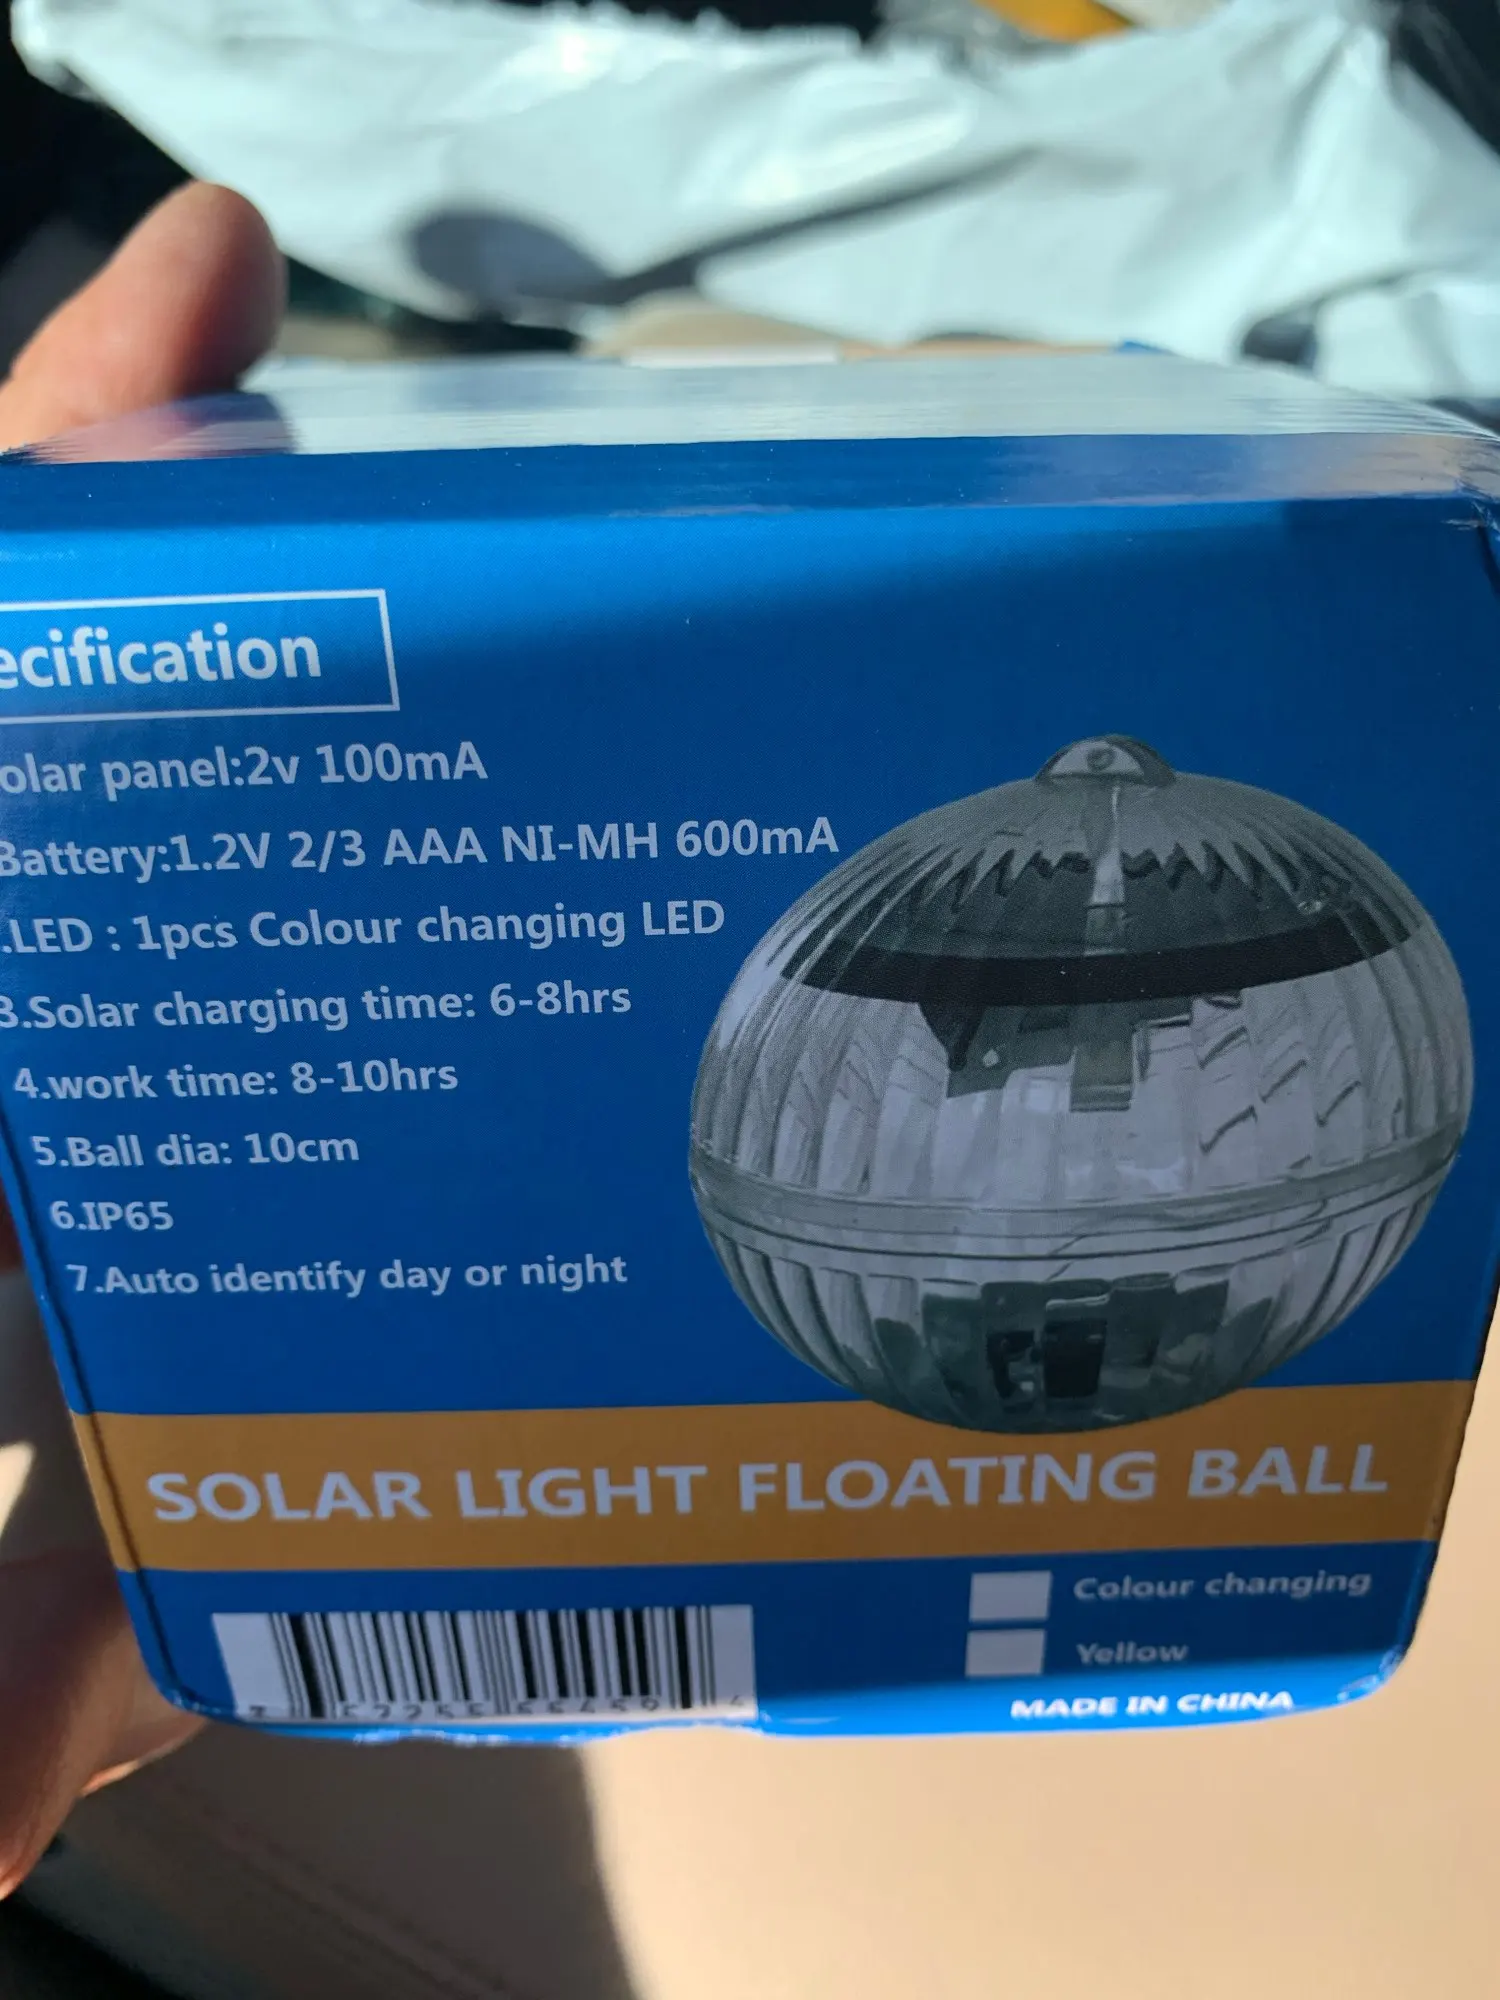 ecification
olar panel:2v 100mA
Battery:1.2V 2/3 AAA NI-MH 600mA
.LED : 1pcs Colour changing LED
3.Solar charging time: 6-8hrs
4.work time: 8-10hrs
5.Ball dia: 10cm
6.IP65
7.Auto identify day or night
SOLAR LIGHT FLOATING BALL
Colour changing
Yellow
MADE IN CHINA